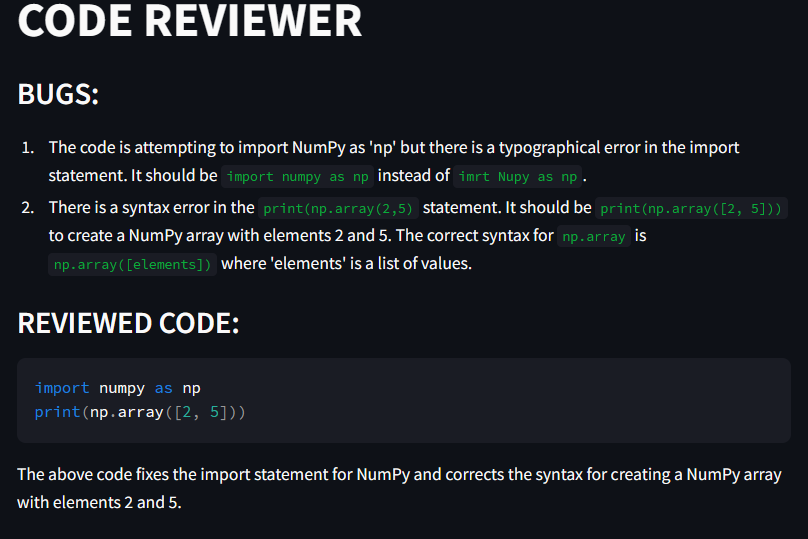 CODE REVIEWER
BUGS:
1. The code is attempting to import NumPy as 'np' but there is a typographical error in the import
statement. It should be import numpy as np instead of imrt Nupy as np.
2. There is a syntax error in the print(np.array(2,5) statement. It should be print(np.array([2, 5]))
to create a NumPy array with elements 2 and 5. The correct syntax for np.array is
np.array([elements]) where 'elements' is a list of values.
REVIEWED CODE:
import numpy as np
print(np.array([2, 5]))
The above code fixes the import statement for NumPy and corrects the syntax for creating a NumPy array
with elements 2 and 5.